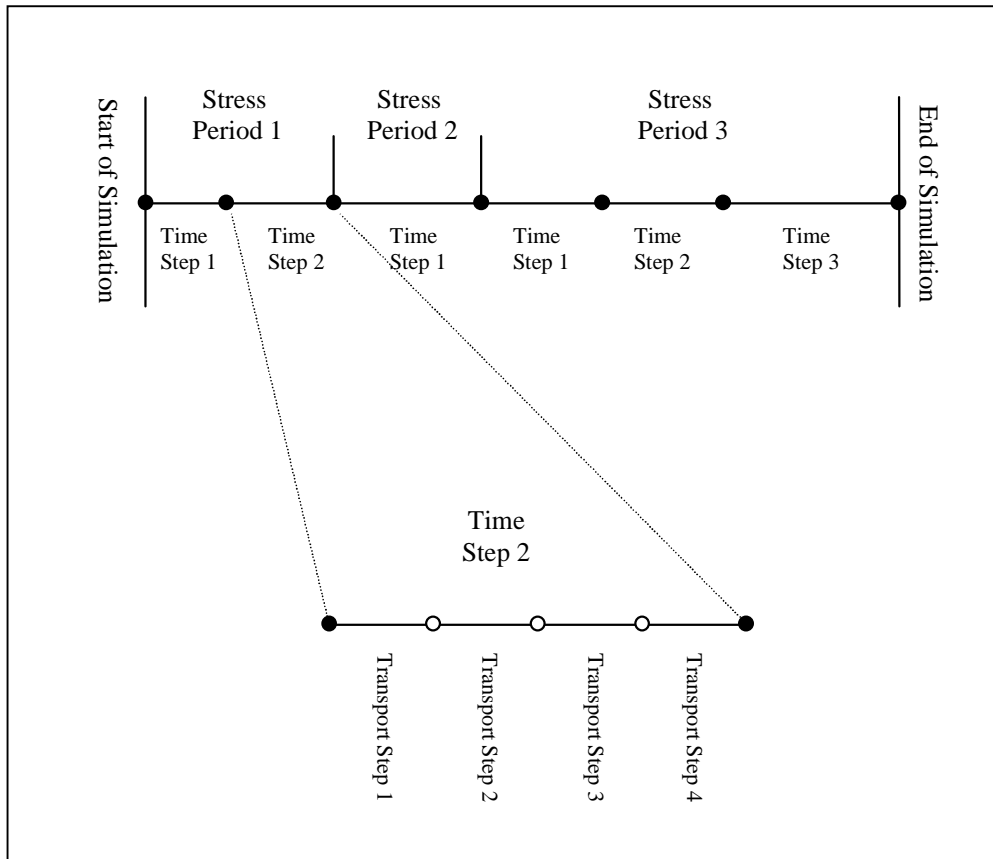 Start of Simulation
Stress
Period 1
Stress
Period 2
Stress
Period 3
End of Simulation
Time
Step 1
Time
Step 2
Time
Step 1
Time
Step 1
Time
Step 2
Time
Step 3
Time
Step 2
Transport Step 1
Transport Step 2
Transport Step 3
Transport Step 4